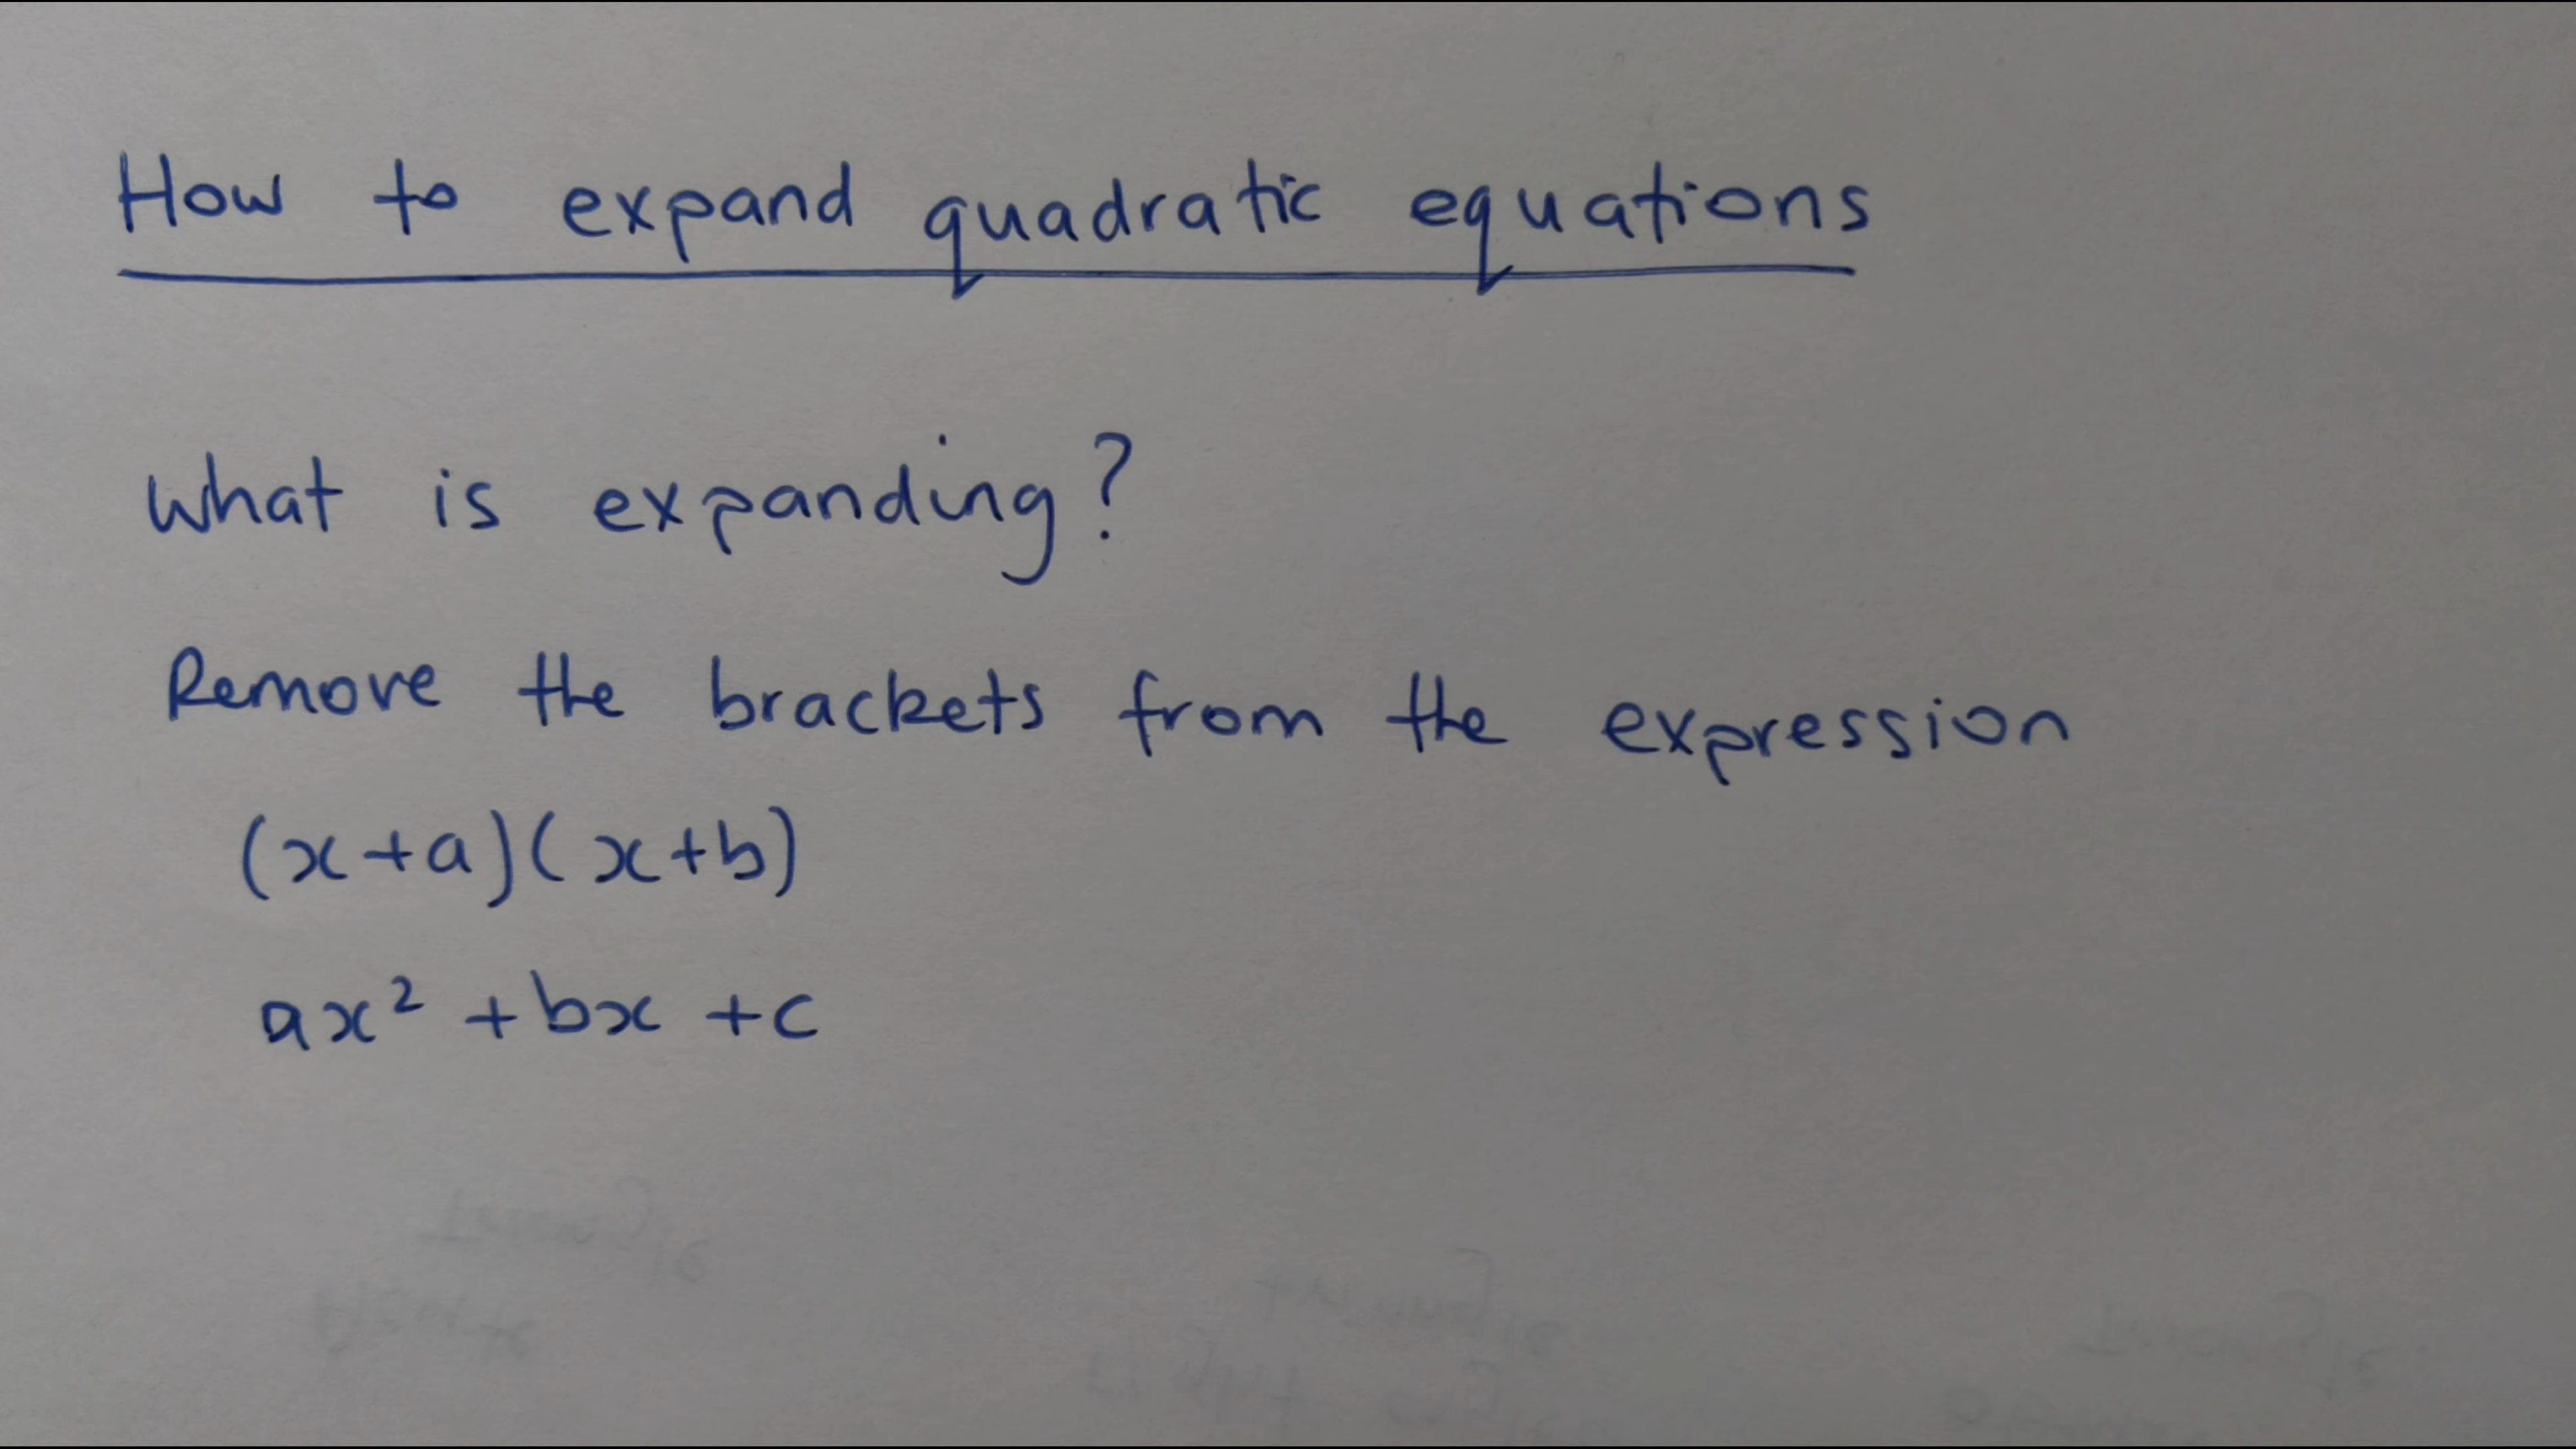 How to expand quadratic equations
What is expanding?
Remove the brackets from the expression
(x+a)(x+b)
ax² + bx + c